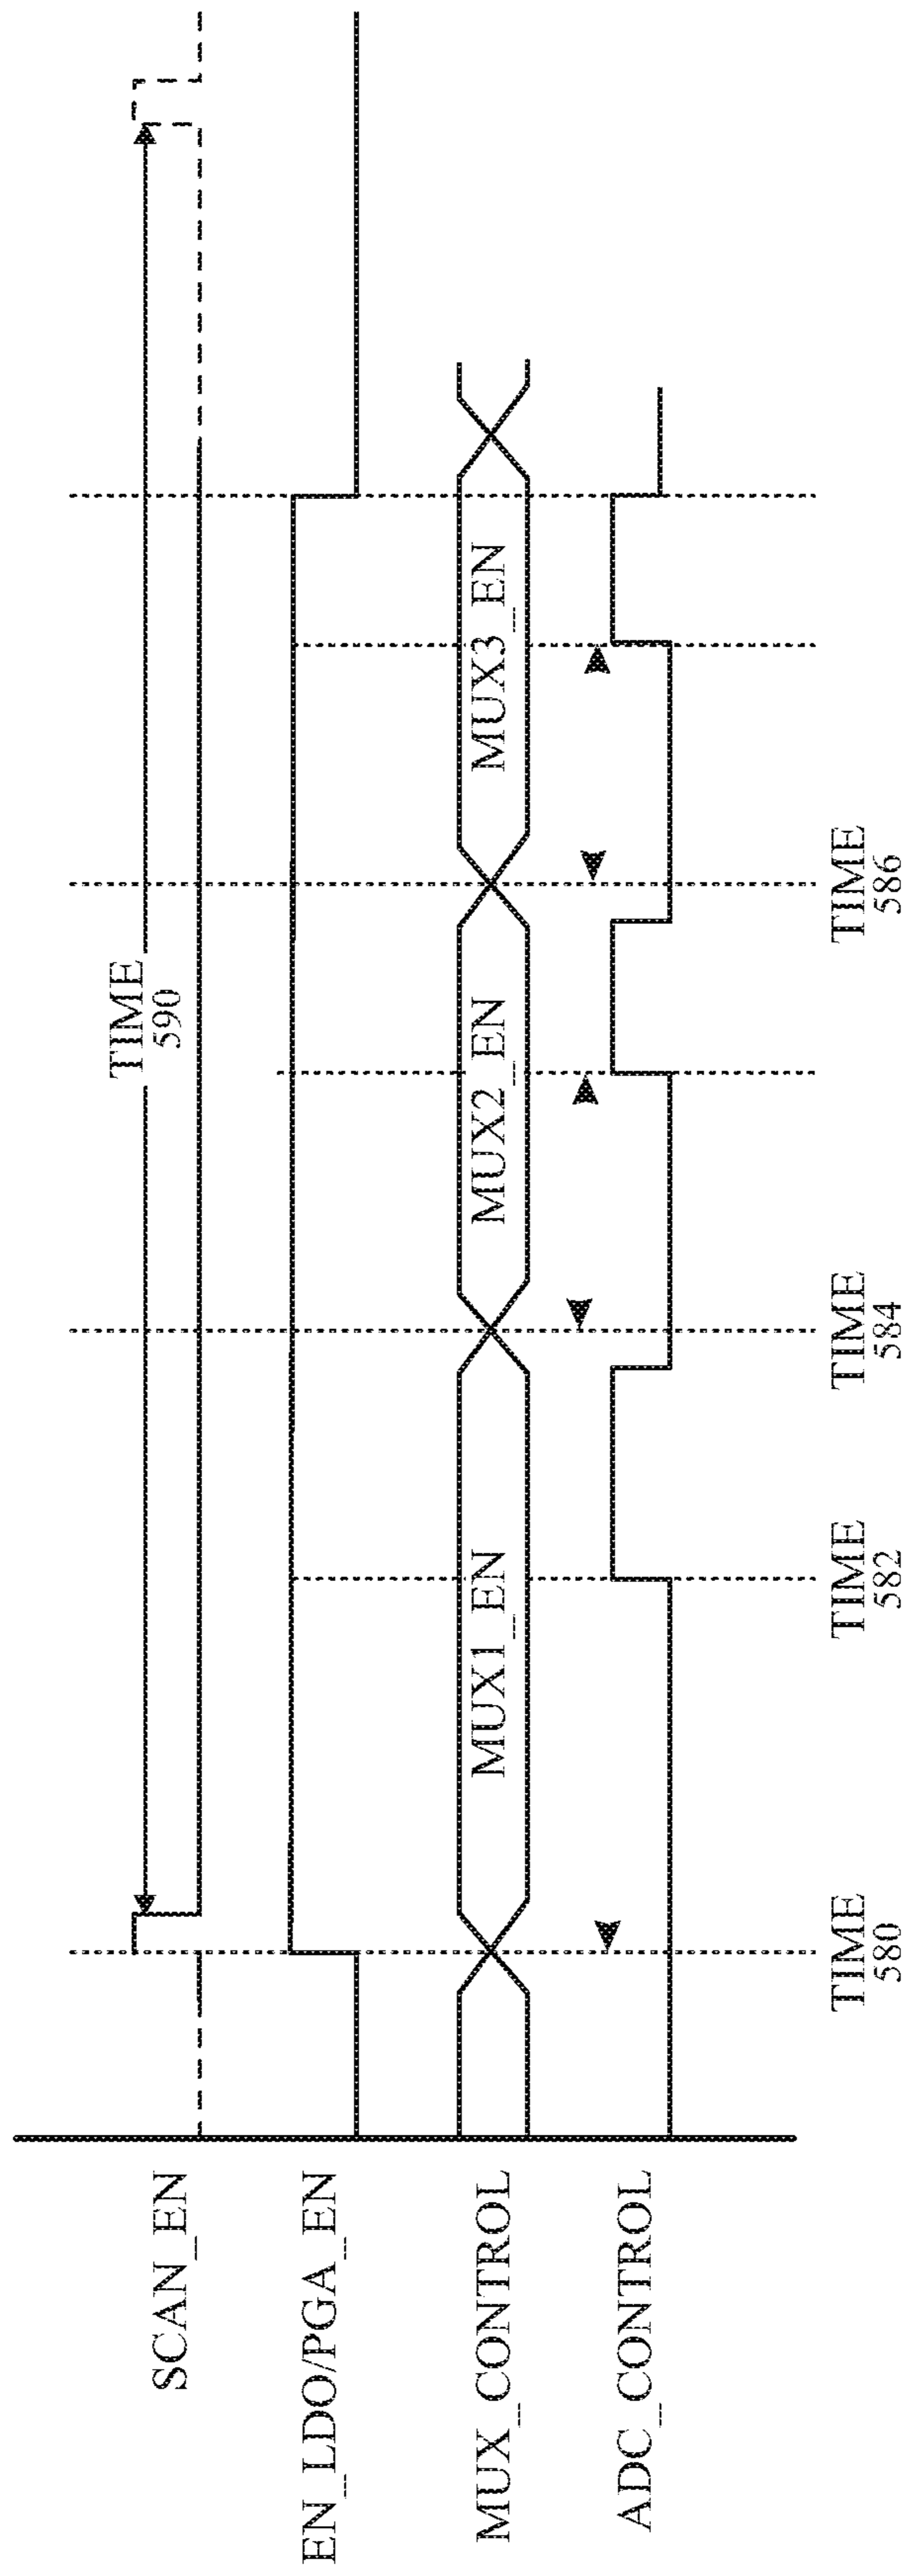 SCAN_EN
EN_LDO/PGA_EN
MUX_CONTROL
ADC_CONTROL
TIME
590
MUX1_EN
MUX2_EN
MUX3_EN
TIME
580
TIME
582
TIME
584
TIME
586